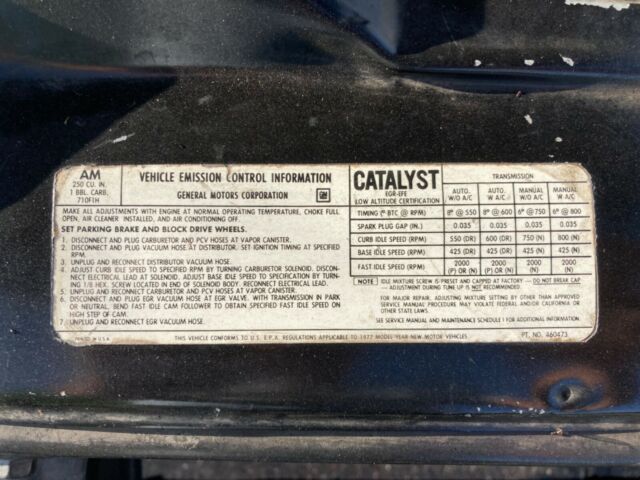 AM
250 CU. IN.
1 BBL. CARB.
710F1H
VEHICLE EMISSION CONTROL INFORMATION
GENERAL MOTORS CORPORATION GM
MAKE ALL ADJUSTMENTS WITH ENGINE AT NORMAL OPERATING TEMPERATURE, CHOKE FULL
OPEN, AIR CLEANER INSTALLED, AND AIR CONDITIONING OFF.
SET PARKING BRAKE AND BLOCK DRIVE WHEELS.
1. DISCONNECT AND PLUG CARBURETOR AND PCV HOSES AT VAPOR CANISTER.
2. DISCONNECT AND PLUG VACUUM HOSE AT DISTRIBUTOR. SET IGNITION TIMING AT SPECIFIED
RPM.
3. UNPLUG AND RECONNECT DISTRIBUTOR VACUUM HOSE.
4. ADJUST CURB IDLE SPEED TO SPECIFIED RPM BY TURNING CARBURETOR SOLENOID. DISCON-
NECT ELECTRICAL LEAD AT SOLENOID. ADJUST BASE IDLE SPEED TO SPECIFICATION BY TURN-
ING 1/8 HEX. SCREW LOCATED IN END OF SOLENOID BODY. RECONNECT ELECTRICAL LEAD.
5. UNPLUG AND RECONNECT CARBURETOR AND PCV HOSES AT VAPOR CANISTER.
6. DISCONNECT AND PLUG EGR HOSE AT EGR VALVE. WITH TRANSMISSION IN PARK
OR NEUTRAL, BEND FAST IDLE CAM FOLLOWER TO OBTAIN SPECIFIED FAST IDLE SPEED ON
HIGH STEP OF CAM.
7. UNPLUG AND RECONNECT EGR VACUUM HOSE.
CATALYST
EGR-EFE
LOW ALTITUDE CERTIFICATION
TRANSMISSION
AUTO. W/O A/C AUTO. W/A/C MANUAL W/O A/C MANUAL W/A/C
TIMING (° BTC @ RPM) 8° @ 550 8° @ 600 6° @ 750 6° @ 800
SPARK PLUG GAP (IN.) 0.035 0.035 0.035 0.035
CURB IDLE SPEED (RPM) 550 (DR) 600 (DR) 750 (N) 800 (N)
BASE IDLE SPEED (RPM) 425 (DR) 425 (DR) 425 (N) 425 (N)
FAST IDLE SPEED (RPM) 2000 (P) OR (N) 2000 (P) OR (N) 2000 (N) 2000 (N)
NOTE IDLE MIXTURE SCREW IS PRESET AND CAPPED AT FACTORY — DO NOT BREAK CAP
— ADJUSTMENT DURING TUNE UP IS NOT REQUIRED.
FOR MAJOR REPAIR, ADJUSTING MIXTURE SETTING BY OTHER THAN APPROVED
SERVICE MANUAL PROCEDURE MAY VIOLATE FEDERAL AND/OR CALIFORNIA OR
OTHER STATE LAWS.
SEE SERVICE MANUAL AND MAINTENANCE SCHEDULE FOR ADDITIONAL INFORMATION.
PRINTED IN U.S.A. THIS VEHICLE CONFORMS TO U.S. E.P.A. REGULATIONS APPLICABLE TO 1977 MODEL YEAR NEW MOTOR VEHICLES PT. NO. 460473